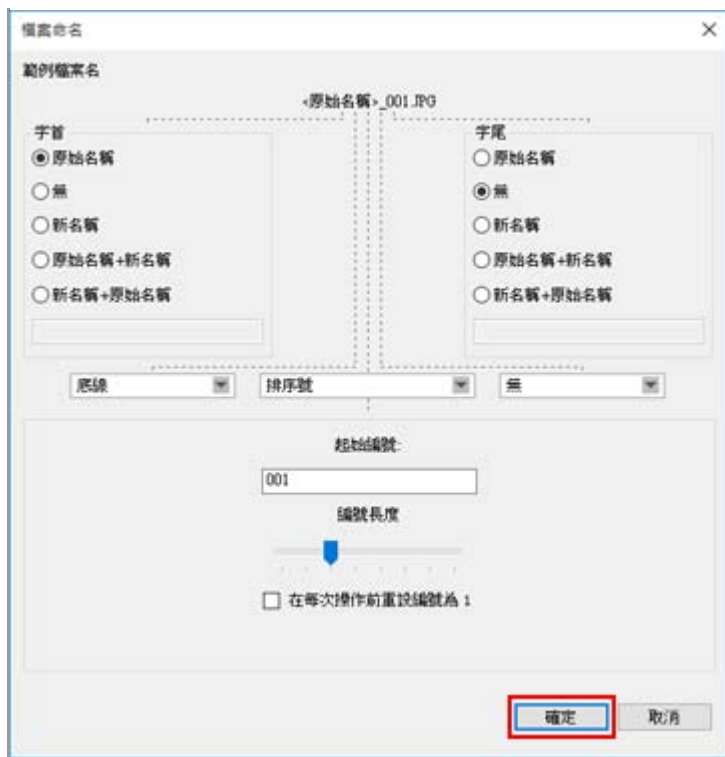 檔案命名
範例檔案名
<原始名稱>_001.JPG
字首
原始名稱
無
新名稱
原始名稱+新名稱
新名稱+原始名稱
字尾
原始名稱
無
新名稱
原始名稱+新名稱
新名稱+原始名稱
底線
排序號
無
起始編號:
001
編號長度
在每次操作前重設編號為 1
確定
取消